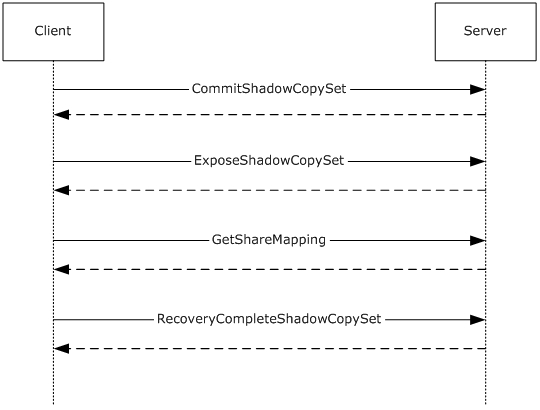 Client
Server
CommitShadowCopySet
ExposeShadowCopySet
GetShareMapping
RecoveryCompleteShadowCopySet